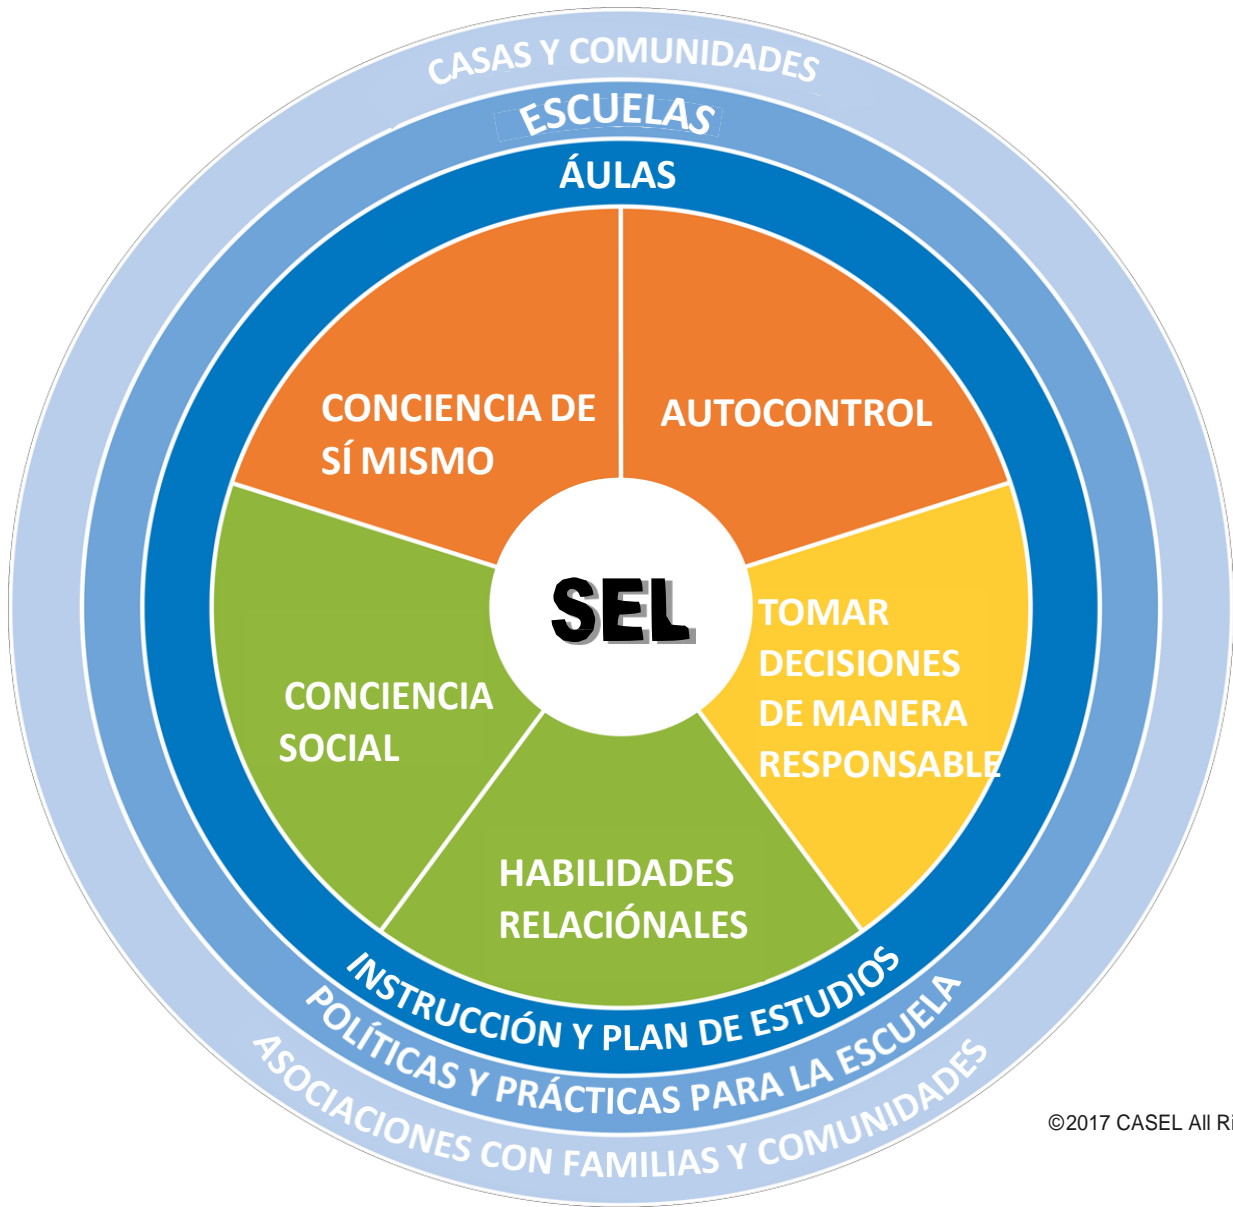 CASAS Y COMUNIDADES
ESCUELAS
ÁULAS
CONCIENCIA DE
SÍ MISMO
AUTOCONTROL
SEL
TOMAR
DECISIONES
DE MANERA
RESPONSABLE
CONCIENCIA
SOCIAL
HABILIDADES
RELACIÓNALES
INSTRUCCIÓN Y PLAN DE ESTUDIOS
POLÍTICAS Y PRÁCTICAS PARA LA ESCUELA
ASOCIACIONES CON FAMILIAS Y COMUNIDADES
©2017 CASEL All Ri